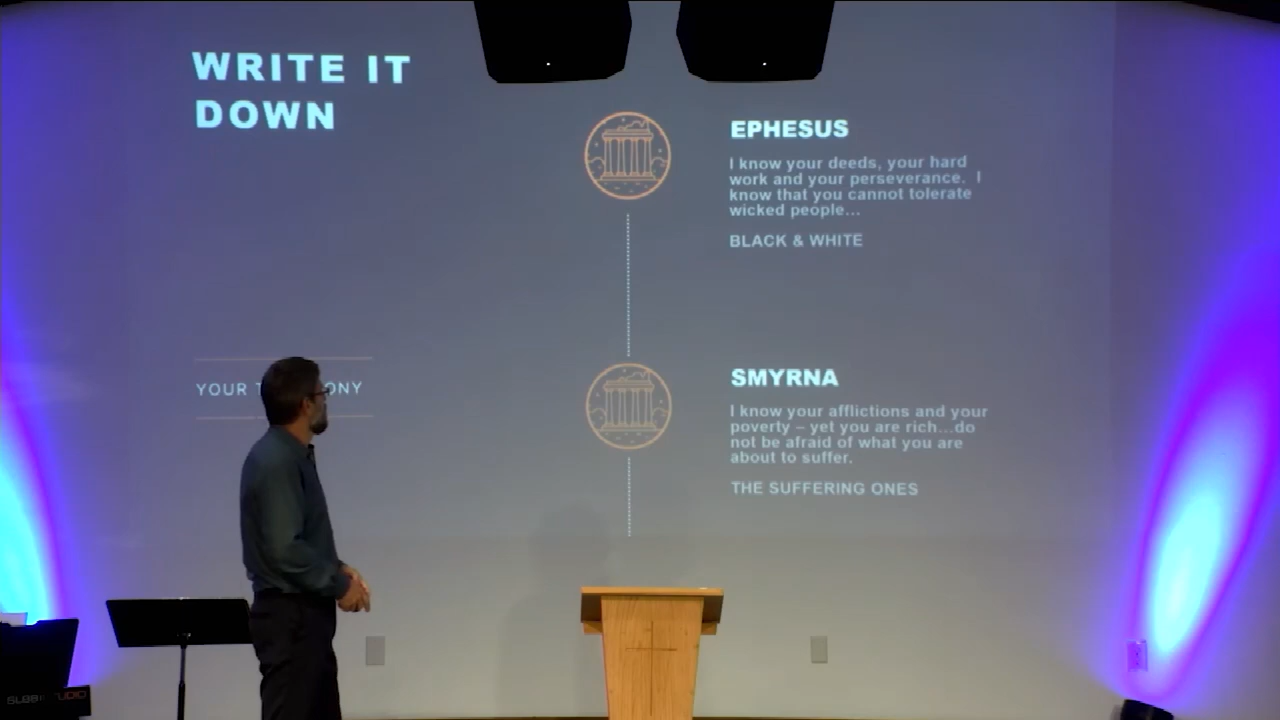 WRITE IT
DOWN
EPHESUS
I know your deeds, your hard
work and your perseverance. I
know that you cannot tolerate
wicked people...
BLACK & WHITE
SMYRNA
YOUR
I know your afflictions and your
poverty – yet you are rich...do
not be afraid of what you are
about to suffer.
THE SUFFERING ONES